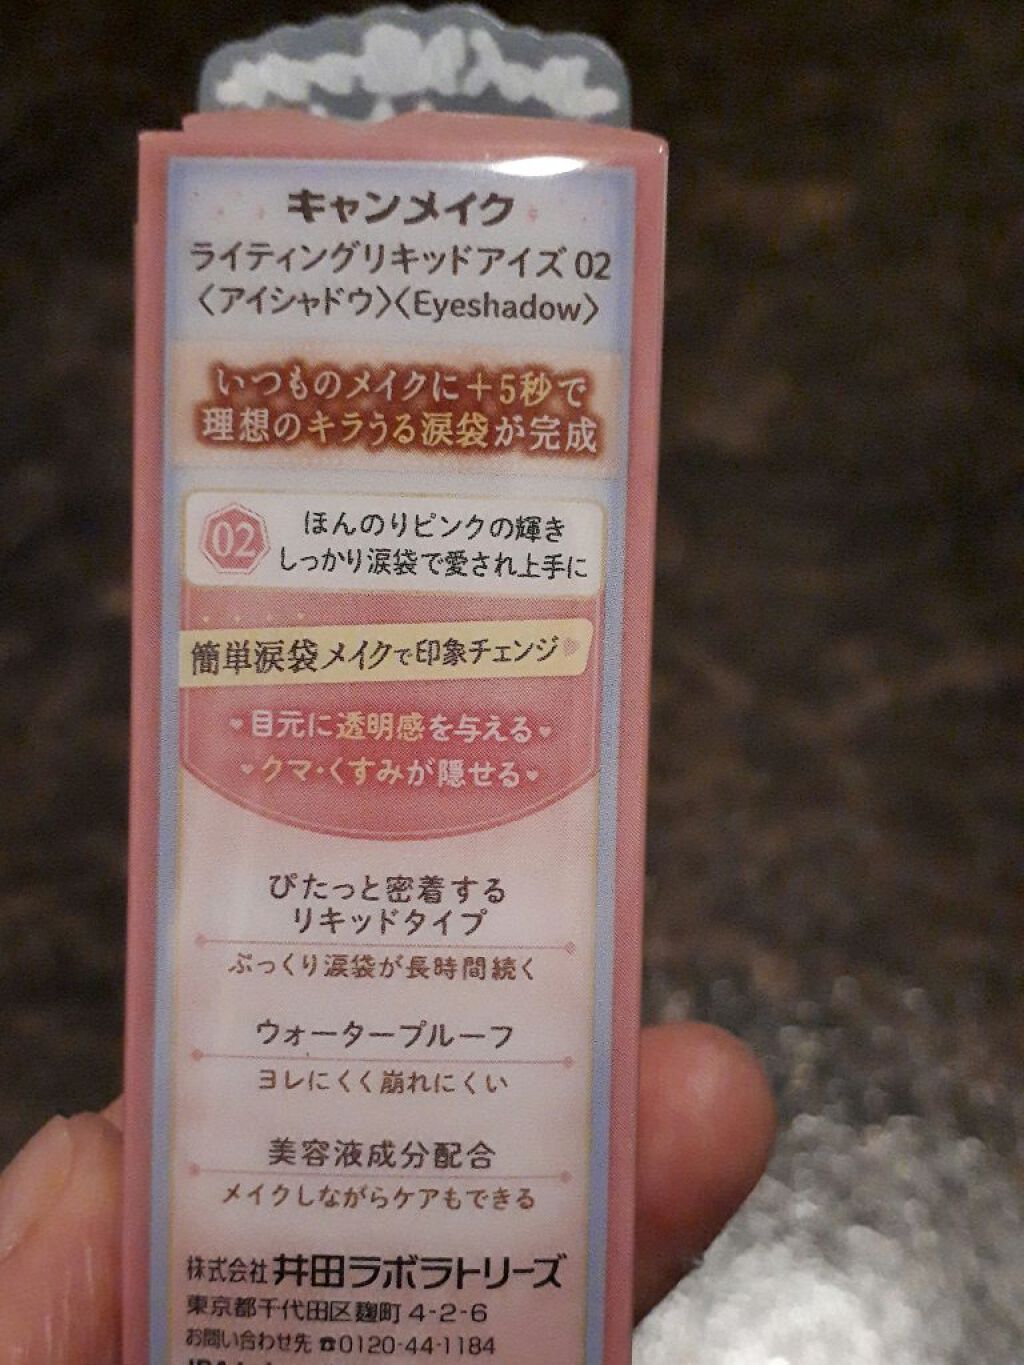 キャンメイク
ライティングリキッドアイズ 02
〈アイシャドウ〉〈Eyeshadow〉
いつものメイクに+5秒で
理想のキラうる涙袋が完成
02
ほんのりピンクの輝き
しっかり涙袋で愛され上手に
簡単涙袋メイクで印象チェンジ
目元に透明感を与える
クマ・くすみが隠せる
ぴたっと密着する
リキッドタイプ
ぷっくり涙袋が長時間続く
ウォータープルーフ
ヨレにくく崩れにくい
美容液成分配合
メイクしながらケアもできる
株式会社 井田ラボラトリーズ
東京都千代田区麹町 4-2-6
お問い合わせ先 ☎0120-44-1184